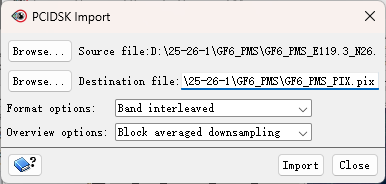 PCIDSK Import
Browse... Source file: D:\25-26-1\GF6_PMS\GF6_PMS_E119.3_N26.
Browse... Destination file: \25-26-1\GF6_PMS\GF6_PMS_PIX.pix
Format options: Band interleaved
Overview options: Block averaged downsampling
? Import Close